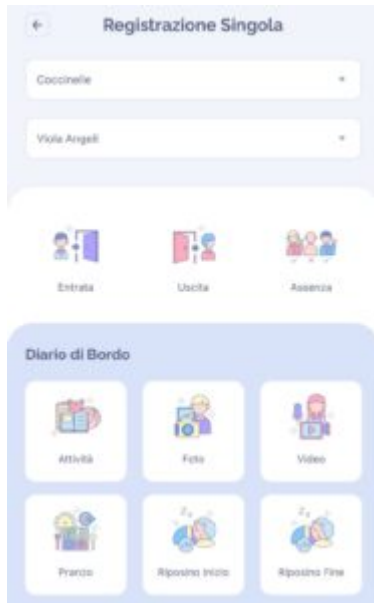 Registrazione Singola
Coccinelle
Viola Angeli
Entrata Uscita Assenza
Diario di Bordo
Attività Foto Video
Pranzo Riposino Inizio Riposino Fine